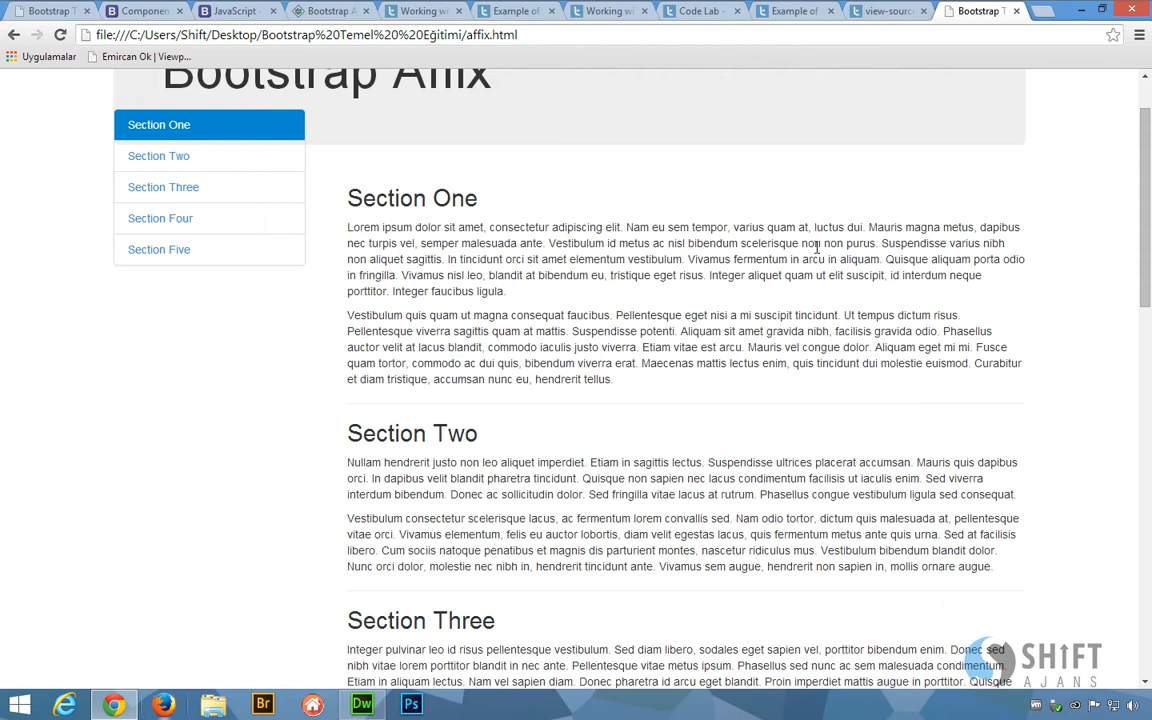 Bootstrap T
Component
JavaScript -
Bootstrap A
Working wi
Example of
Working wi
Code Lab -
Example of
view-sourc
Bootstrap T
file:///C:/Users/Shift/Desktop/Bootstrap%20Temel%20%20Eğitimi/affix.html
Uygulamalar
Emircan Ok | Viewp...
Bootstrap Affix
Section One
Section Two
Section Three
Section Four
Section Five
Section One
Lorem ipsum dolor sit amet, consectetur adipiscing elit. Nam eu sem tempor, varius quam at, luctus dui. Mauris magna metus, dapibus
nec turpis vel, semper malesuada ante. Vestibulum id metus ac nisl bibendum scelerisque non non purus. Suspendisse varius nibh
non aliquet sagittis. In tincidunt orci sit amet elementum vestibulum. Vivamus fermentum in arcu in aliquam. Quisque aliquam porta odio
in fringilla. Vivamus nisl leo, blandit at bibendum eu, tristique eget risus. Integer aliquet quam ut elit suscipit, id interdum neque
porttitor. Integer faucibus ligula.
Vestibulum quis quam ut magna consequat faucibus. Pellentesque eget nisi a mi suscipit tincidunt. Ut tempus dictum risus.
Pellentesque viverra sagittis quam at mattis. Suspendisse potenti. Aliquam sit amet gravida nibh, facilisis gravida odio. Phasellus
auctor velit at lacus blandit, commodo iaculis justo viverra. Etiam vitae est arcu. Mauris vel congue dolor. Aliquam eget mi mi. Fusce
quam tortor, commodo ac dui quis, bibendum viverra erat. Maecenas mattis lectus enim, quis tincidunt dui molestie euismod. Curabitur
et diam tristique, accumsan nunc eu, hendrerit tellus.
Section Two
Nullam hendrerit justo non leo aliquet imperdiet. Etiam in sagittis lectus. Suspendisse ultrices placerat accumsan. Mauris quis dapibus
orci. In dapibus velit blandit pharetra tincidunt. Quisque non sapien nec lacus condimentum facilisis ut iaculis enim. Sed viverra
interdum bibendum. Donec ac sollicitudin dolor. Sed fringilla vitae lacus at rutrum. Phasellus congue vestibulum ligula sed consequat.
Vestibulum consectetur scelerisque lacus, ac fermentum lorem convallis sed. Nam odio tortor, dictum quis malesuada at, pellentesque
vitae orci. Vivamus elementum, felis eu auctor lobortis, diam velit egestas lacus, quis fermentum metus ante quis urna. Sed at facilisis
libero. Cum sociis natoque penatibus et magnis dis parturient montes, nascetur ridiculus mus. Vestibulum bibendum blandit dolor.
Nunc orci dolor, molestie nec nibh in, hendrerit tincidunt ante. Vivamus sem augue, hendrerit non sapien in, mollis ornare augue.
Section Three
Integer pulvinar leo id risus pellentesque vestibulum. Sed diam libero, sodales eget sapien vel, porttitor bibendum enim. Donec sed
nibh vitae lorem porttitor blandit in nec ante. Pellentesque vitae metus ipsum. Phasellus sed nunc ac sem condimentum.
Etiam in aliquam lectus. Nam vel sapien diam. Nunc pharetra mattis augue in porttitor. Quisque
SHIFT
AJANS
Br
Dw
Ps